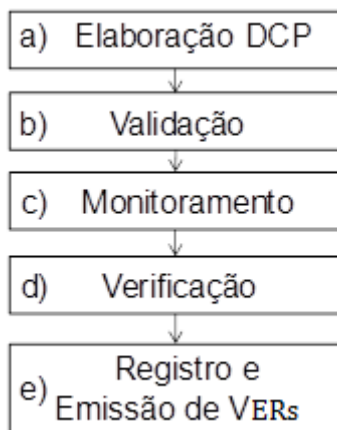 a) Elaboração DCP
b) Validação
c) Monitoramento
d) Verificação
e) Registro e
Emissão de VERs